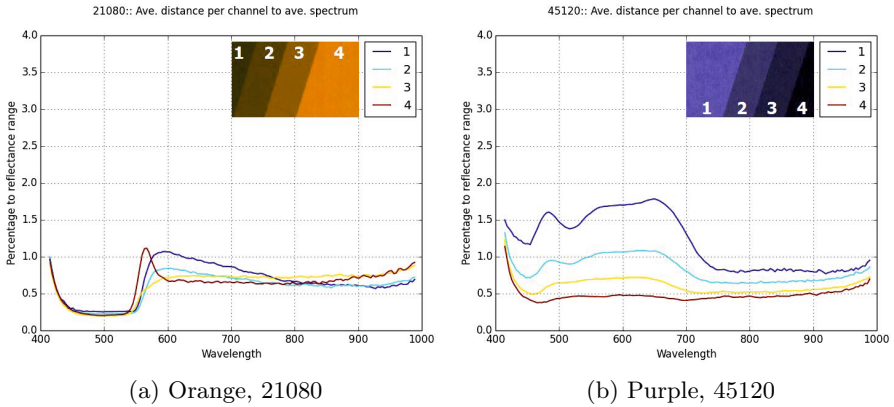 21080:: Ave. distance per channel to ave. spectrum
4.0
3.5
3.0
2.5
2.0
1.5
1.0
0.5
0.0
Percentage to reflectance range
1 2 3 4
1
2
3
4
400 500 600 700 800 900 1000
Wavelength
(a) Orange, 21080
45120:: Ave. distance per channel to ave. spectrum
4.0
3.5
3.0
2.5
2.0
1.5
1.0
0.5
0.0
Percentage to reflectance range
1 2 3 4
1
2
3
4
400 500 600 700 800 900 1000
Wavelength
(b) Purple, 45120